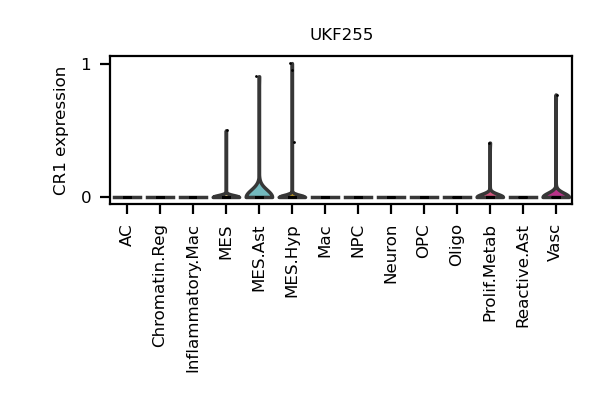 UKF255
CR1 expression
1
0
AC
Chromatin.Reg
Inflammatory.Mac
MES
MES.Ast
MES.Hyp
Mac
NPC
Neuron
OPC
Oligo
Prolif.Metab
Reactive.Ast
Vasc